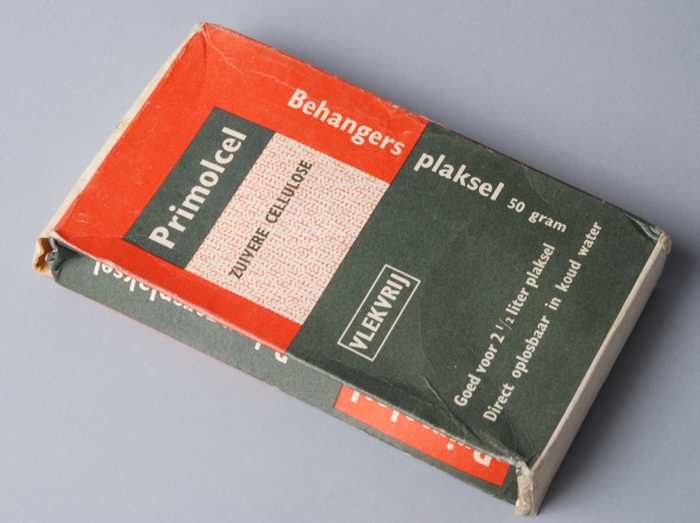 Behangers plaksel 50 gram
Primolcel
ZUIVERE CELLULOSE
VLEKVRIJ
Goed voor 2 1/2 liter plaksel
Direct oplosbaar in koud water